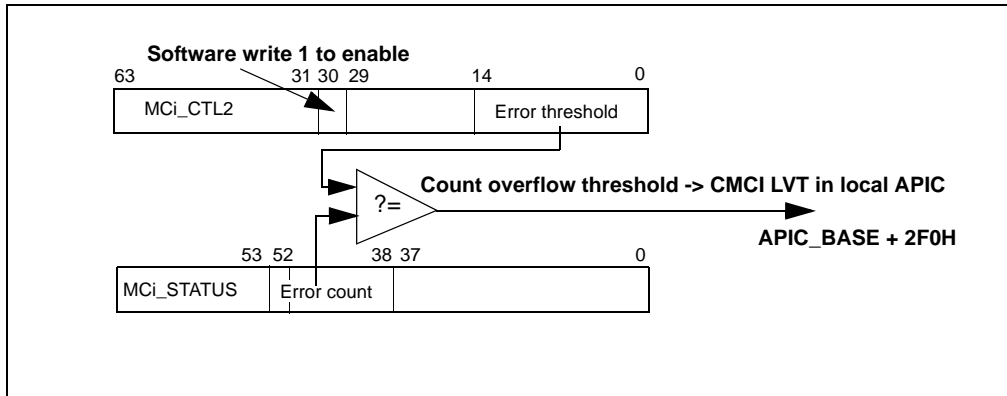 Software write 1 to enable
63 31 30 29 14 0
MCi_CTL2 Error threshold
?=
Count overflow threshold -> CMCI LVT in local APIC
APIC_BASE + 2F0H
53 52 38 37 0
MCi_STATUS Error count